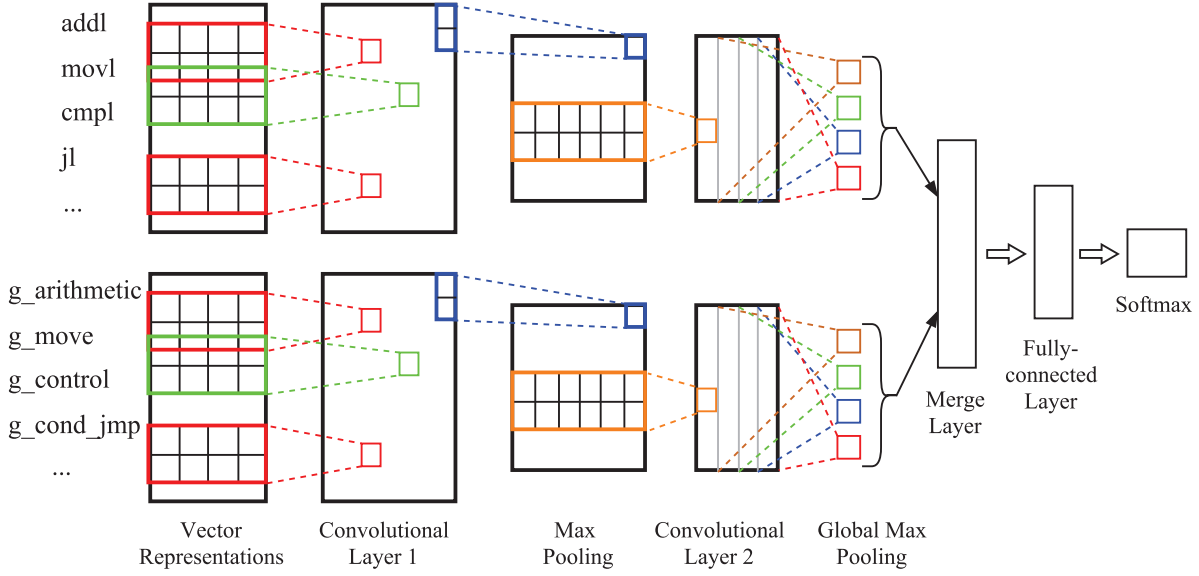 addl
movl
cmpl
jl
...
g_arithmetic
g_move
g_control
g_cond_jmp
...
Vector
Representations
Convolutional
Layer 1
Max
Pooling
Convolutional
Layer 2
Global Max
Pooling
Merge
Layer
Fully-
connected
Layer
Softmax